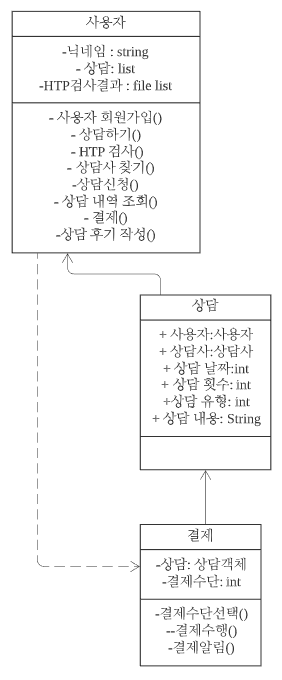 사용자
-닉네임 : string
- 상담: list
-HTP검사결과 : file list
- 사용자 회원가입()
- 상담하기()
- HTP 검사()
- 상담사 찾기()
-상담신청()
- 상담 내역 조회()
- 결제()
-상담 후기 작성()
상담
+ 사용자:사용자
+ 상담사:상담사
+ 상담 날짜:int
+ 상담 횟수: int
+상담 유형: int
+ 상담 내용: String
결제
-상담: 상담객체
-결제수단: int
-결제수단선택()
--결제수행()
-결제알림()